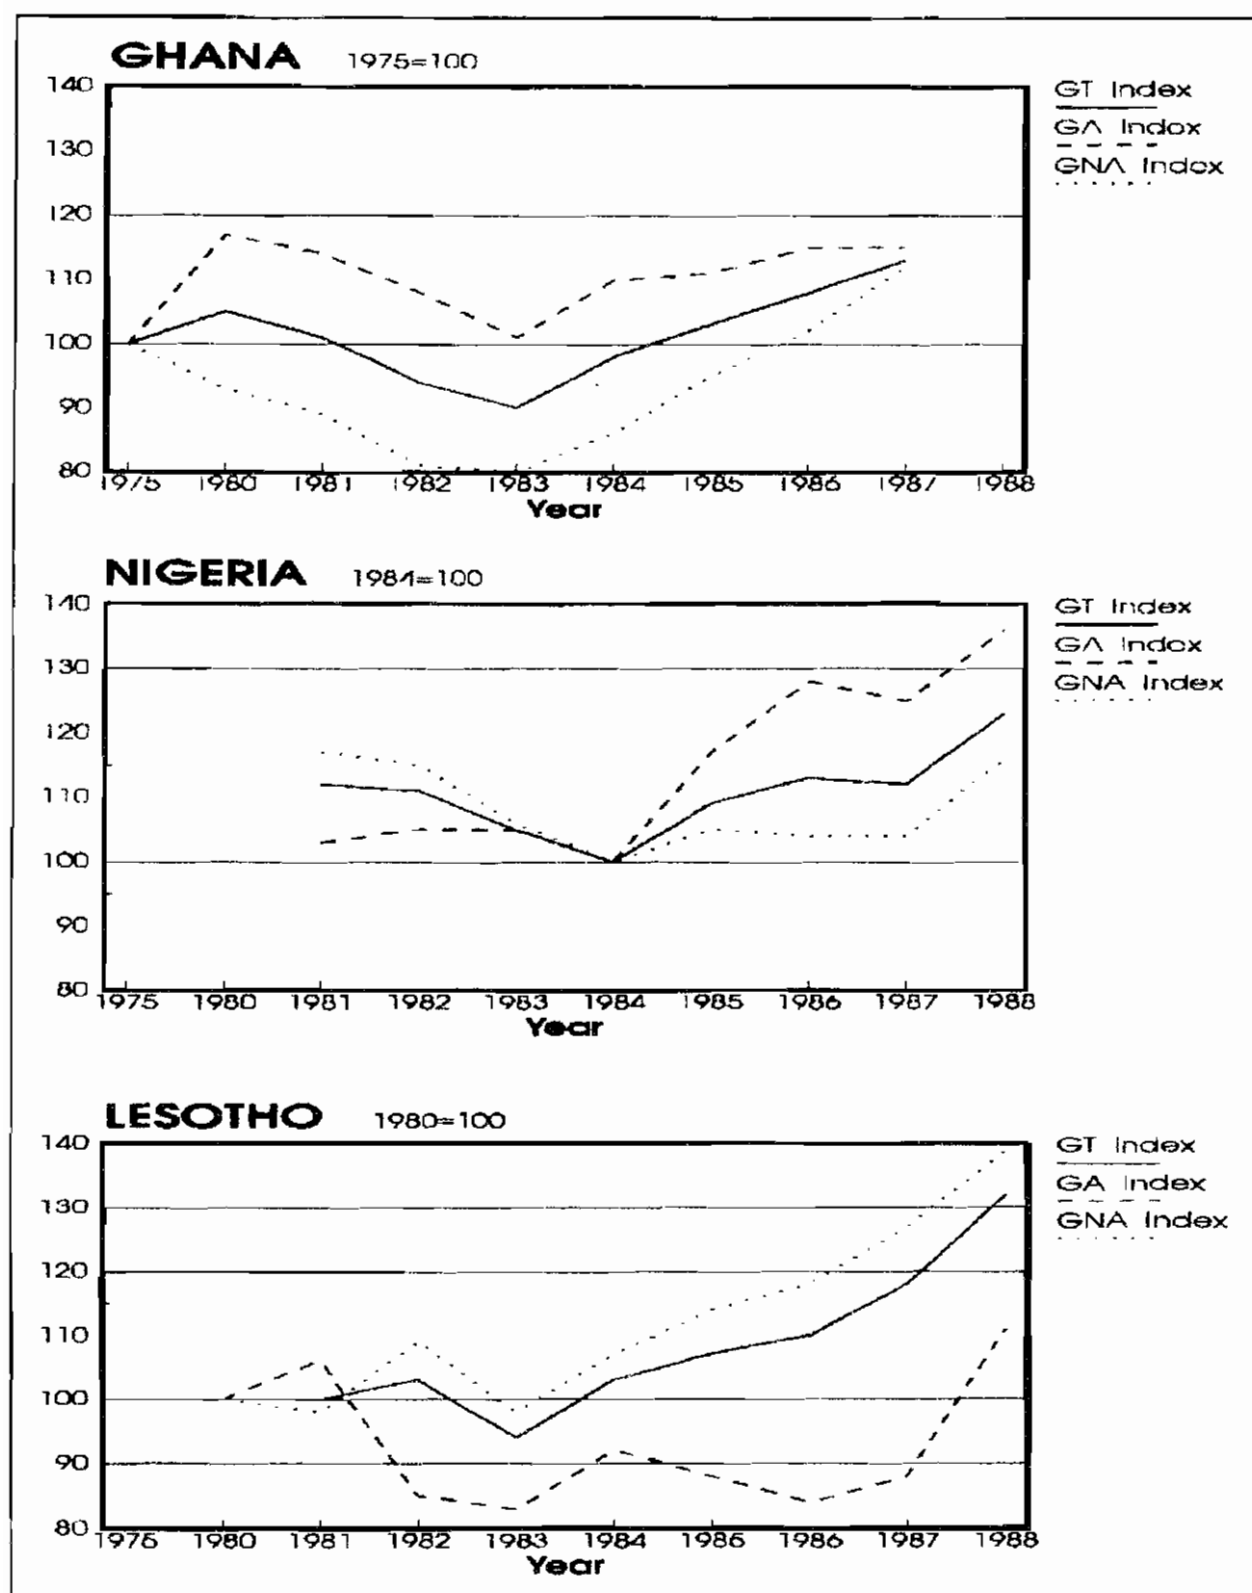 GHANA 1975=100
140
130
120
110
100
90
80
1975 1980 1981 1982 1983 1984 1985 1986 1987 1988
Year
GT Index
GA Index
GNA Index
NIGERIA 1984=100
140
130
120
110
100
90
80
1975 1980 1981 1982 1983 1984 1985 1986 1987 1988
Year
GT Index
GA Index
GNA Index
LESOTHO 1980=100
140
130
120
110
100
90
80
1975 1980 1981 1982 1983 1984 1985 1986 1987 1988
Year
GT Index
GA Index
GNA Index